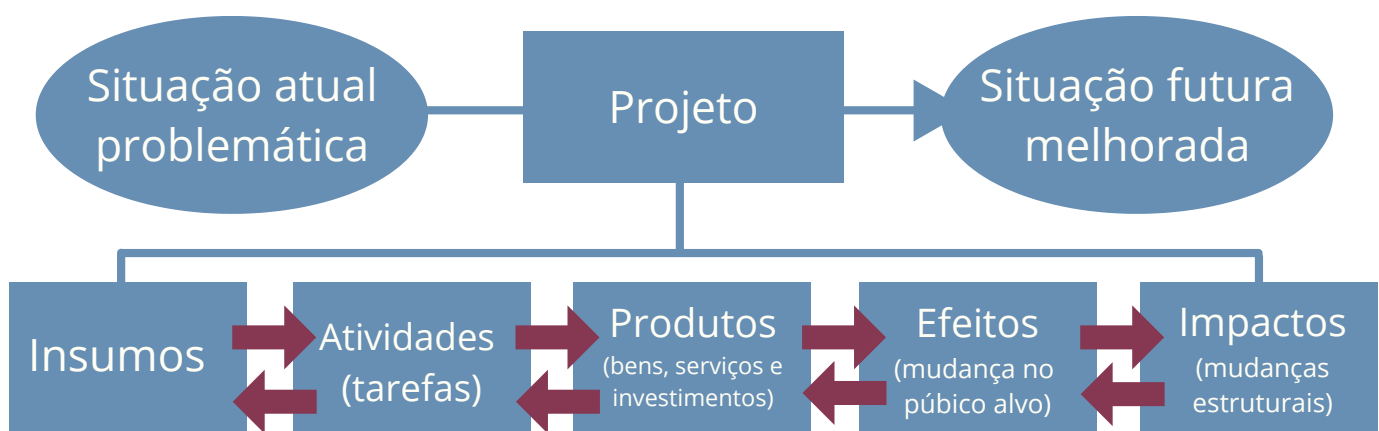 Situação atual
problemática
Projeto
Situação futura
melhorada
Insumos
Atividades
(tarefas)
Produtos
(bens, serviços e
investimentos)
Efeitos
(mudança no
púbico alvo)
Impactos
(mudanças
estruturais)